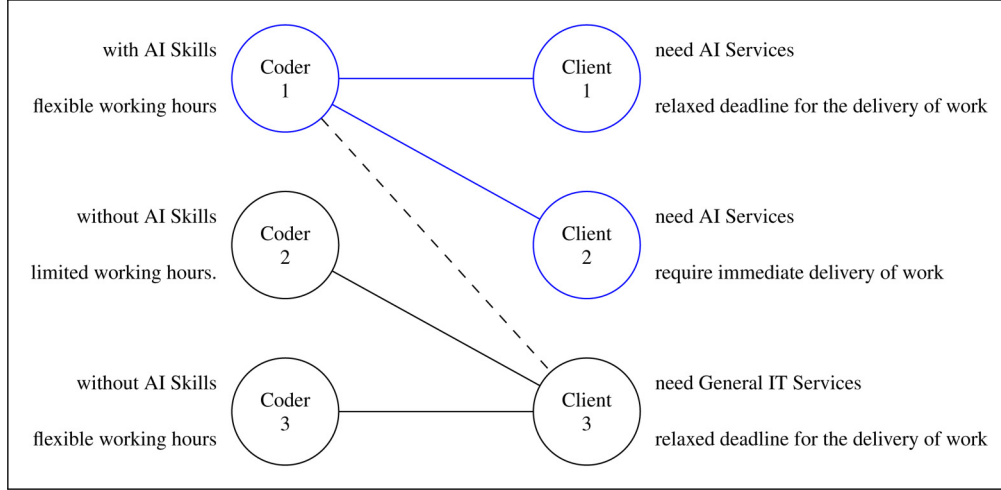 with AI Skills
flexible working hours
Coder
1
Client
1
need AI Services
relaxed deadline for the delivery of work
without AI Skills
limited working hours.
Coder
2
Client
2
need AI Services
require immediate delivery of work
without AI Skills
flexible working hours
Coder
3
Client
3
need General IT Services
relaxed deadline for the delivery of work